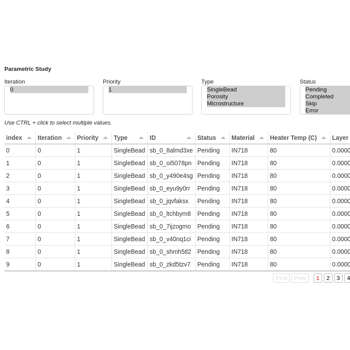 Parametric Study
Iteration Priority Type Status
0 1 SingleBead Pending
Porosity Completed
Microstructure Skip
Error
Use CTRL + click to select multiple values.
index Iteration Priority Type ID Status Material Heater Temp (C) Layer
0 0 1 SingleBead sb_0_8almd3xe Pending IN718 80 0.0000
1 0 1 SingleBead sb_0_oi5078pn Pending IN718 80 0.0000
2 0 1 SingleBead sb_0_y490e4sg Pending IN718 80 0.0000
3 0 1 SingleBead sb_0_eyu9y0rr Pending IN718 80 0.0000
4 0 1 SingleBead sb_0_jqvfaksx Pending IN718 80 0.0000
5 0 1 SingleBead sb_0_ltchbym8 Pending IN718 80 0.0000
6 0 1 SingleBead sb_0_7ijzogmo Pending IN718 80 0.0000
7 0 1 SingleBead sb_0_v40nq1ci Pending IN718 80 0.0000
8 0 1 SingleBead sb_0_shmh5tl2 Pending IN718 80 0.0000
9 0 1 SingleBead sb_0_zkd5tzv7 Pending IN718 80 0.0000
First Prev 1 2 3 4